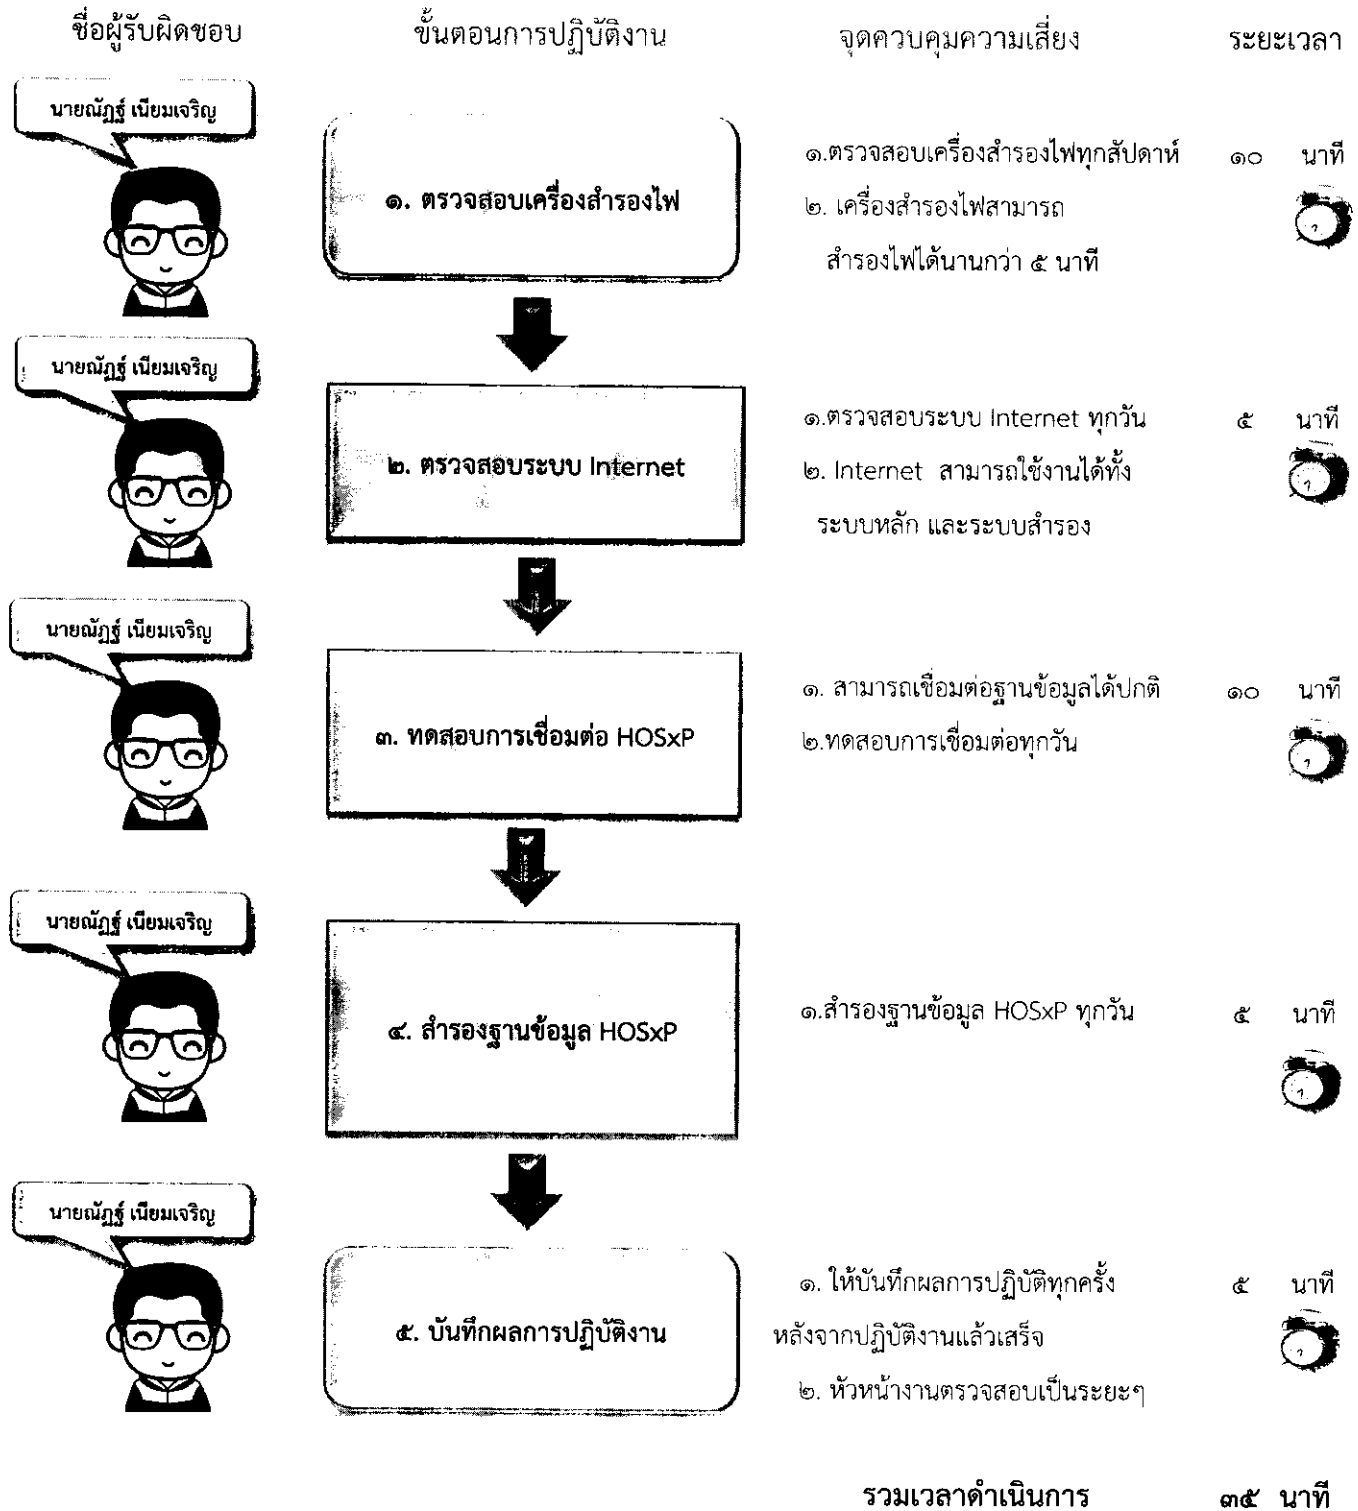 ชื่อผู้รับผิดชอบ ขั้นตอนการปฏิบัติงาน จุดควบคุมความเสี่ยง ระยะเวลา
นายณัฏฐ์ เนียมเจริญ
๑. ตรวจสอบเครื่องสำรองไฟ
๑.ตรวจสอบเครื่องสำรองไฟทุกสัปดาห์ ๑๐ นาที
๒. เครื่องสำรองไฟสามารถ
สำรองไฟได้นานกว่า ๕ นาที
นายณัฏฐ์ เนียมเจริญ
๒. ตรวจสอบระบบ Internet
๑.ตรวจสอบระบบ Internet ทุกวัน ๕ นาที
๒. Internet สามารถใช้งานได้ทั้ง
ระบบหลัก และระบบสำรอง
นายณัฏฐ์ เนียมเจริญ
๓. ทดสอบการเชื่อมต่อ HOSxP
๑. สามารถเชื่อมต่อฐานข้อมูลได้ปกติ ๑๐ นาที
๒.ทดสอบการเชื่อมต่อทุกวัน
นายณัฏฐ์ เนียมเจริญ
๔. สำรองฐานข้อมูล HOSxP
๑.สำรองฐานข้อมูล HOSxP ทุกวัน ๕ นาที
นายณัฏฐ์ เนียมเจริญ
๕. บันทึกผลการปฏิบัติงาน
๑. ให้บันทึกผลการปฏิบัติทุกครั้ง ๕ นาที
หลังจากปฏิบัติงานแล้วเสร็จ
๒. หัวหน้างานตรวจสอบเป็นระยะๆ
รวมเวลาดำเนินการ ๓๕ นาที